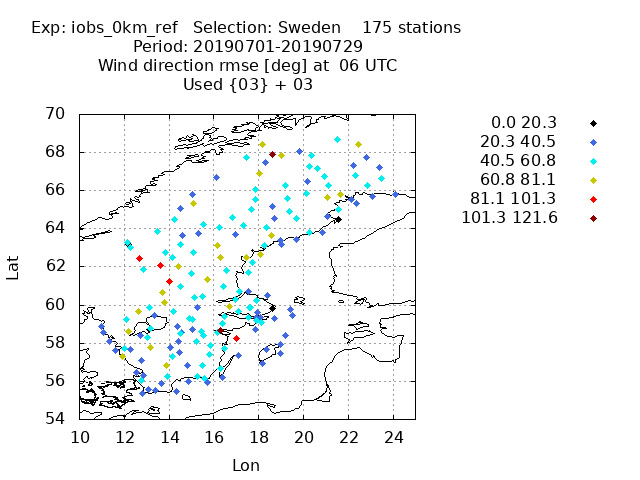 Exp: iobs_0km_ref   Selection: Sweden    175 stations
Period: 20190701-20190729
Wind direction rmse [deg] at  06 UTC
Used {03} + 03
70
68
66
64
62
60
58
56
54
10 12 14 16 18 20 22 24
Lat
Lon
0.0 20.3
20.3 40.5
40.5 60.8
60.8 81.1
81.1 101.3
101.3 121.6